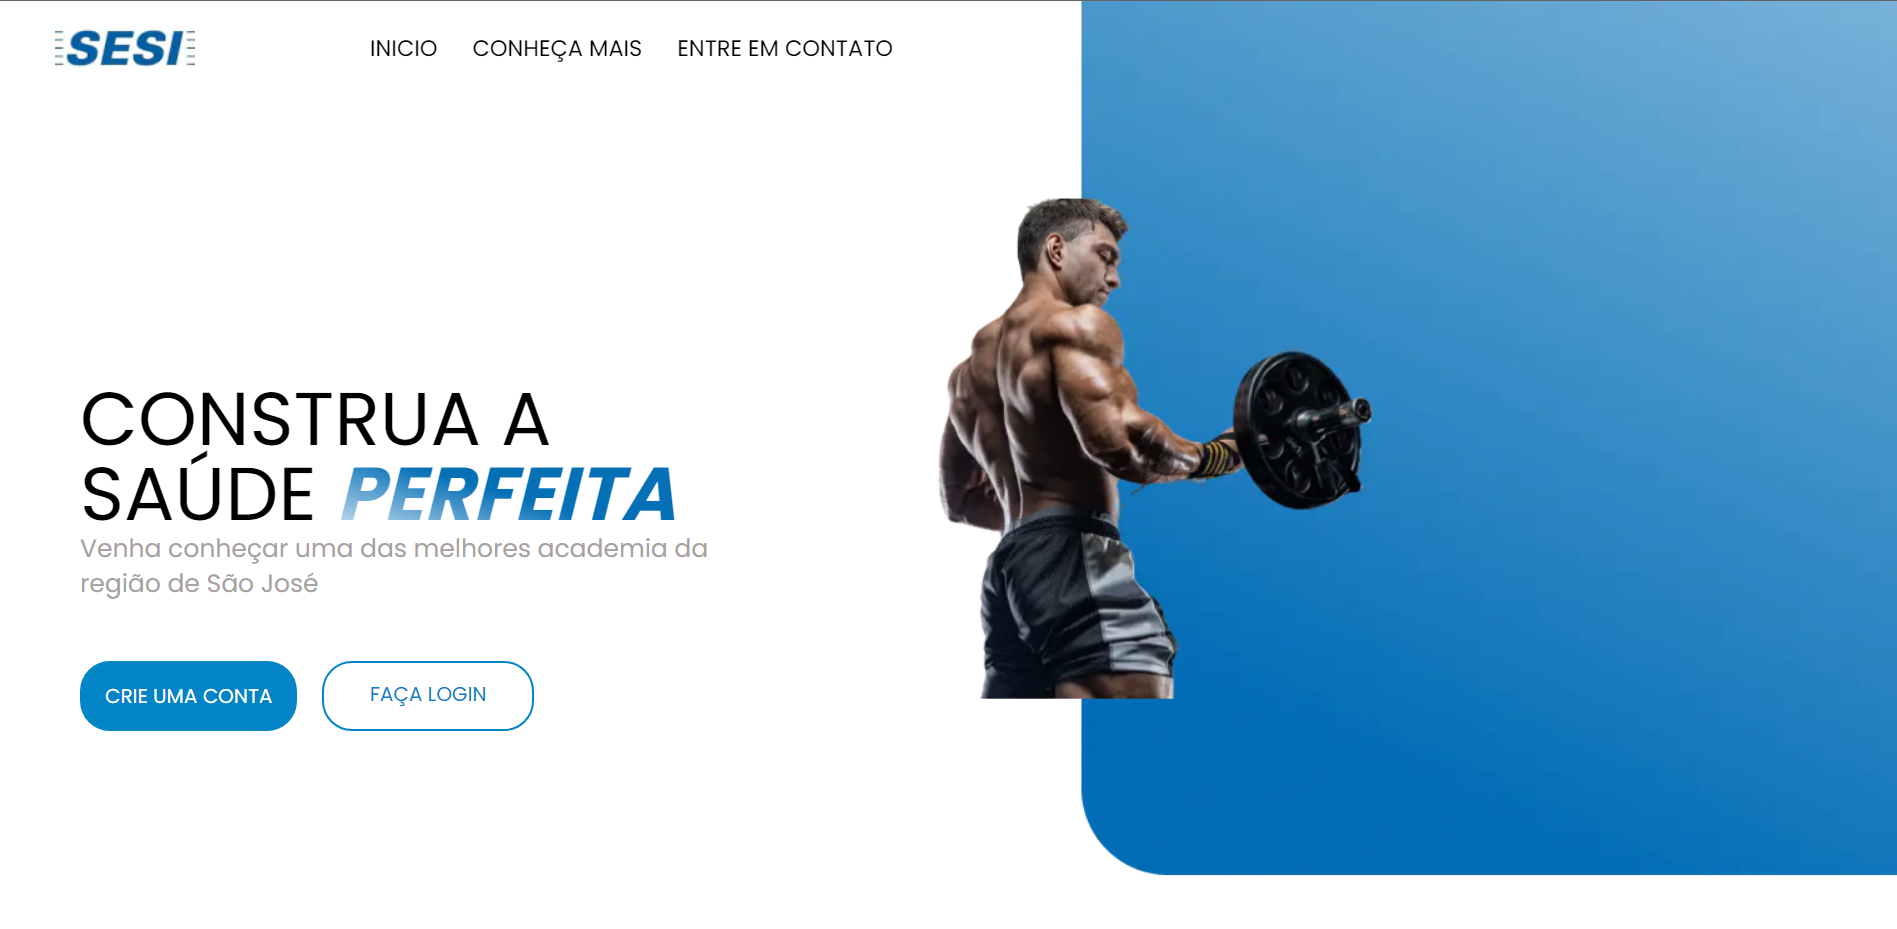 SESI
INICIO CONHEÇA MAIS ENTRE EM CONTATO
CONSTRUA A
SAÚDE PERFEITA
Venha conheçar uma das melhores academia da
região de São José
CRIE UMA CONTA FAÇA LOGIN